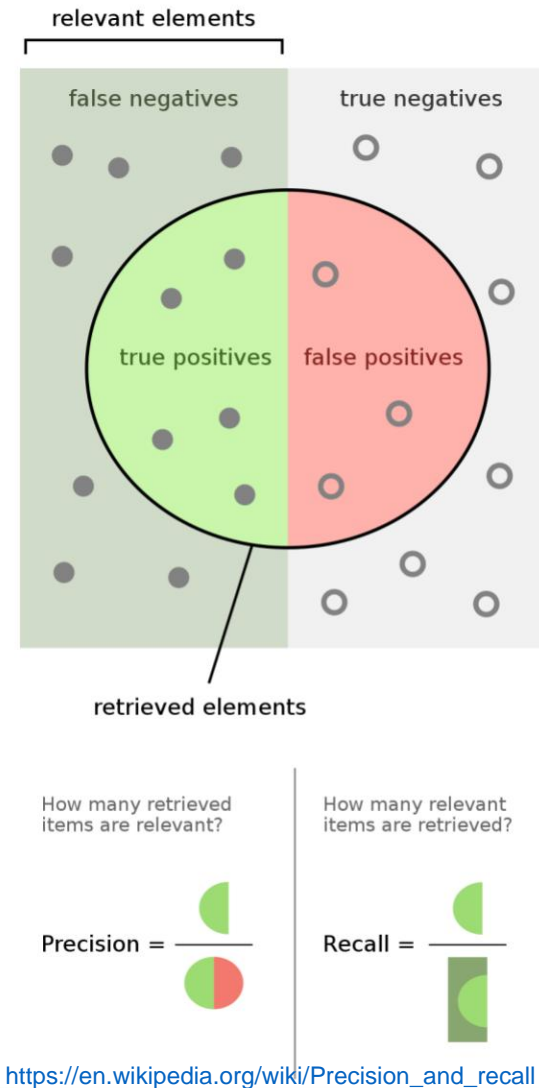 relevant elements
false negatives
true negatives
true positives
false positives
retrieved elements
How many retrieved
items are relevant?
Precision =
How many relevant
items are retrieved?
Recall =
https://en.wikipedia.org/wiki/Precision_and_recall